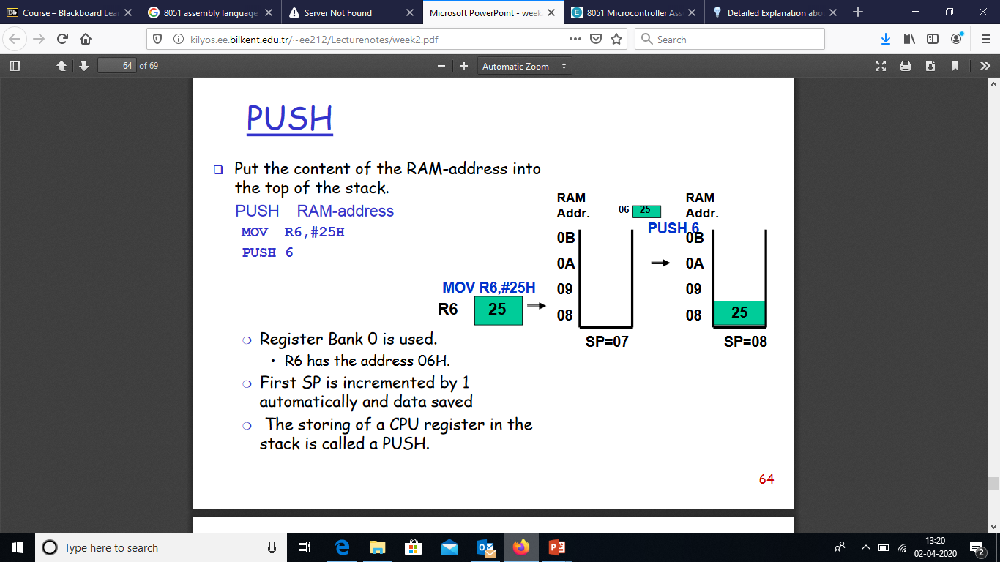 Course – Blackboard Lea
8051 assembly language
Server Not Found
Microsoft PowerPoint - week
8051 Microcontroller Ass
Detailed Explanation abo
kilyos.ee.bilkent.edu.tr/~ee212/Lecturenotes/week2.pdf
Search
64 of 69
Automatic Zoom
PUSH
Put the content of the RAM-address into
the top of the stack.
PUSH RAM-address
MOV R6,#25H
PUSH 6
RAM
Addr.
06 25
RAM
Addr.
PUSH 6
0B
0B
0A
0A
MOV R6,#25H
09
09
R6 25
08
08
25
SP=07
SP=08
Register Bank 0 is used.
• R6 has the address 06H.
First SP is incremented by 1
automatically and data saved
The storing of a CPU register in the
stack is called a PUSH.
64
Type here to search
13:20
02-04-2020
2